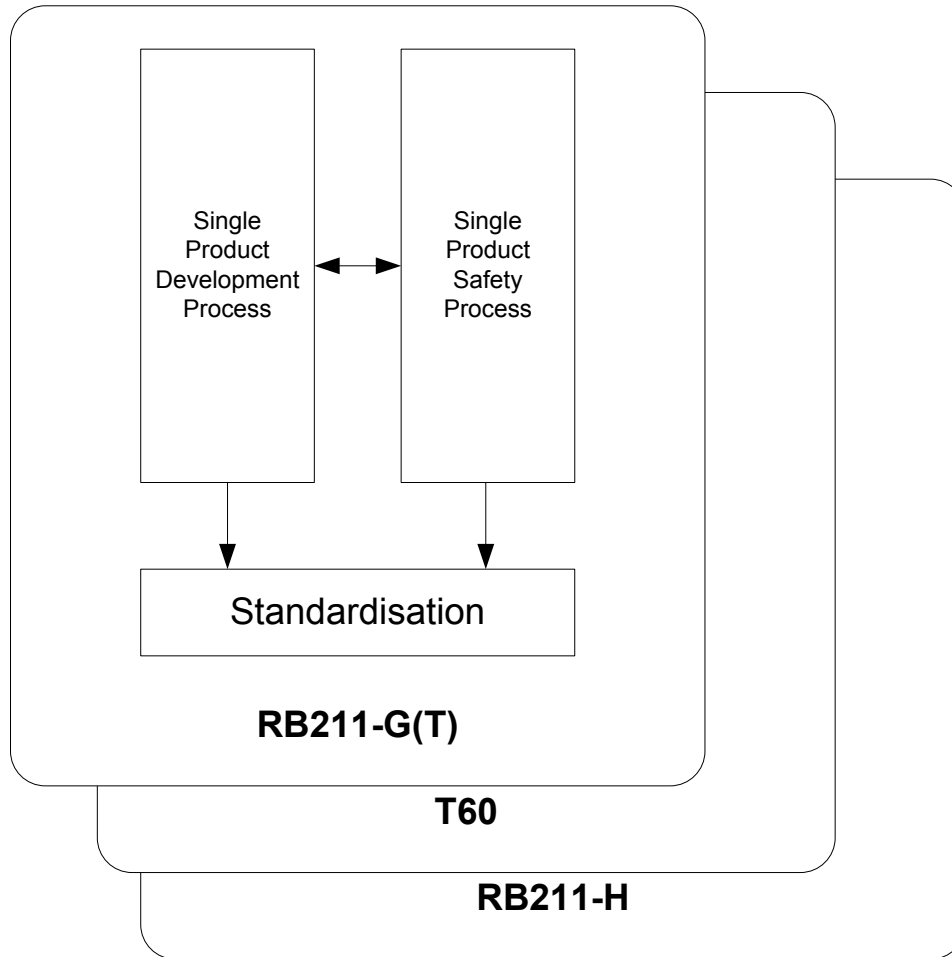 Single
Product
Development
Process
Single
Product
Safety
Process
Standardisation
RB211-G(T)
T60
RB211-H